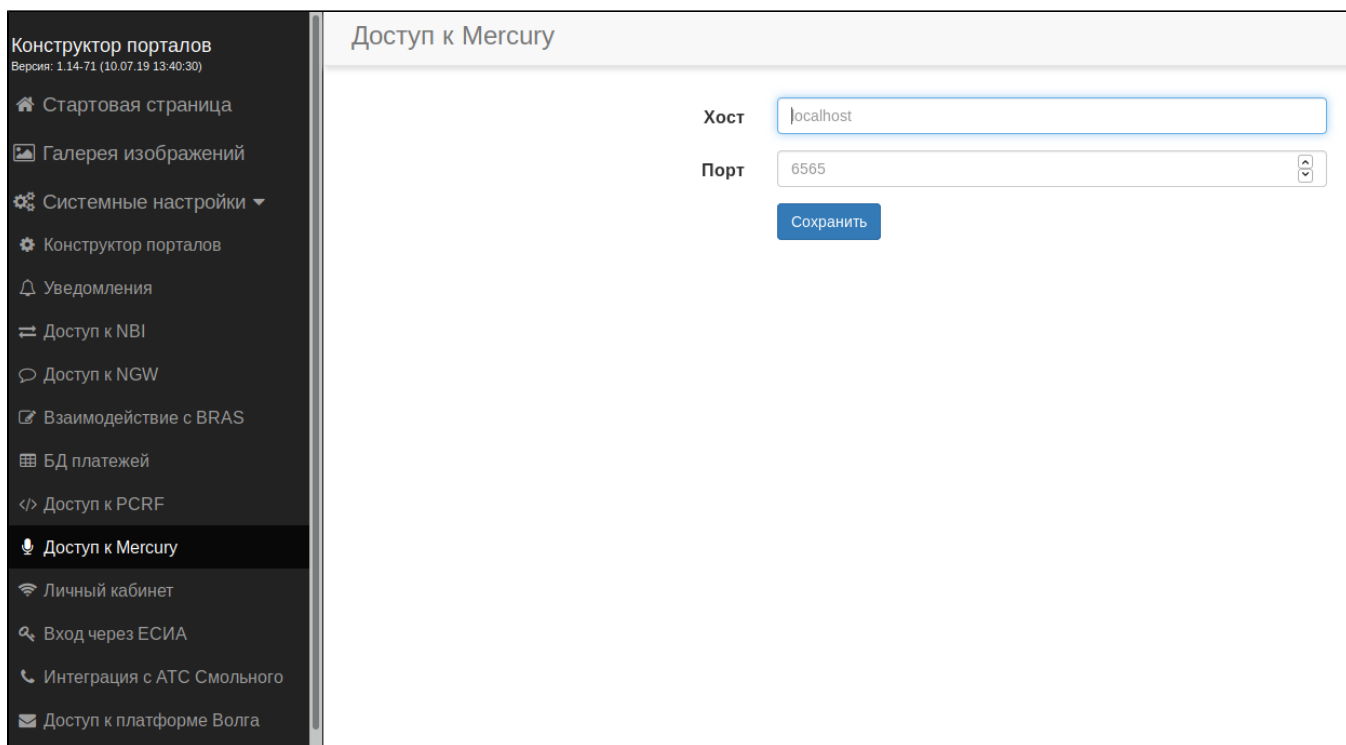 Конструктор порталов
Версия: 1.14-71 (10.07.19 13:40:30)
Стартовая страница
Галерея изображений
Системные настройки
Конструктор порталов
Уведомления
Доступ к NBI
Доступ к NGW
Взаимодействие с BRAS
БД платежей
Доступ к PCRF
Доступ к Mercury
Личный кабинет
Вход через ЕСИА
Интеграция с АТС Смольного
Доступ к платформе Волга
Доступ к Mercury
Хост localhost
Порт 6565
Сохранить